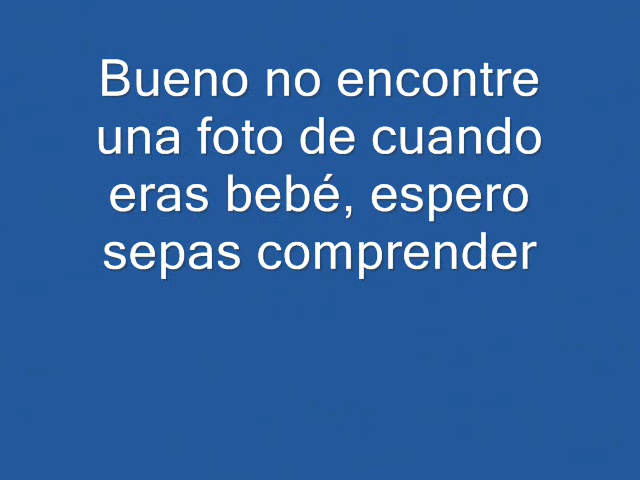 Bueno no encontre
una foto de cuando
eras bebé, espero
sepas comprender